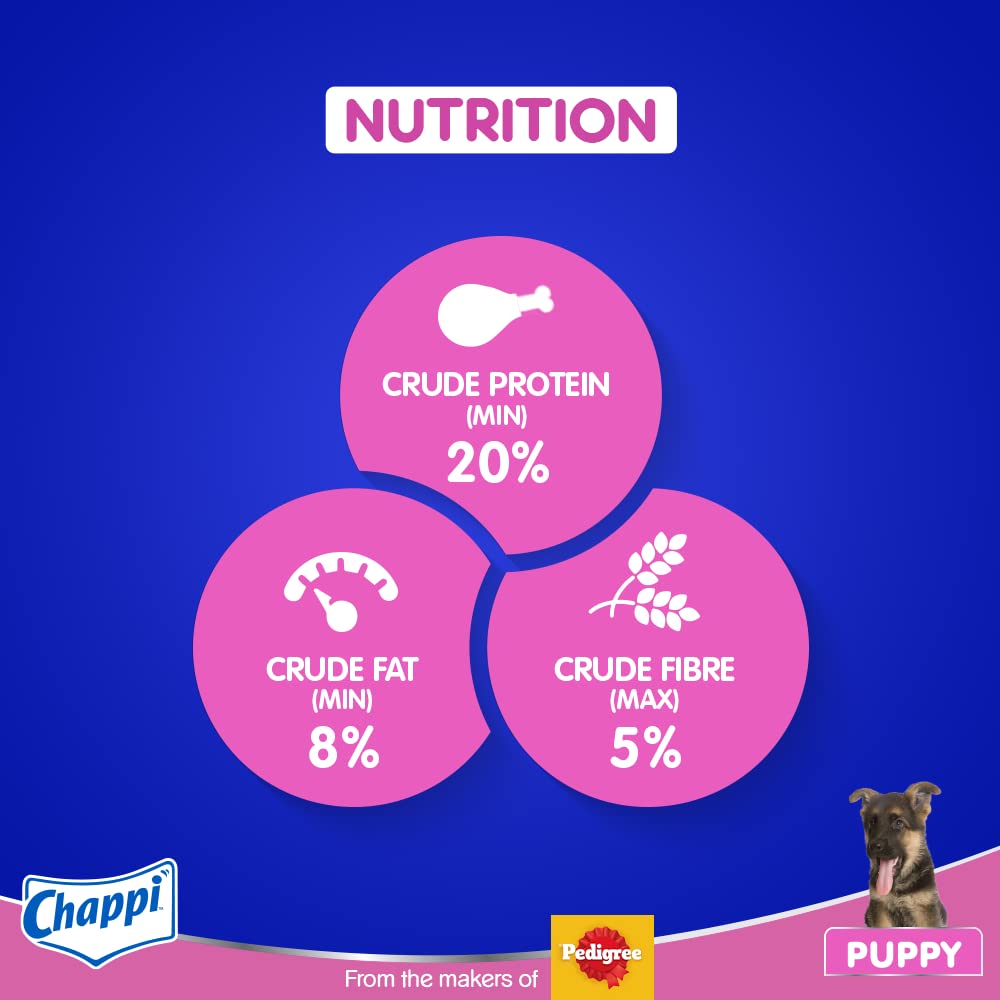 NUTRITION
CRUDE PROTEIN
(MIN)
20%
CRUDE FAT
(MIN)
8%
CRUDE FIBRE
(MAX)
5%
Chappi™
From the makers of
Pedigree
PUPPY